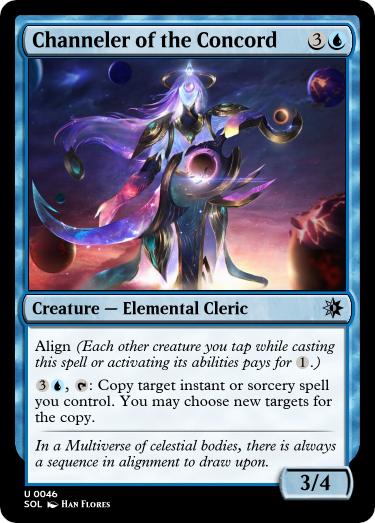 Channeler of the Concord 3
Creature — Elemental Cleric
Align (Each other creature you tap while casting
this spell or activating its abilities pays for 1.)
3, : Copy target instant or sorcery spell
you control. You may choose new targets for
the copy.
In a Multiverse of celestial bodies, there is always
a sequence in alignment to draw upon.
3/4
U 0046
SOL Han Flores